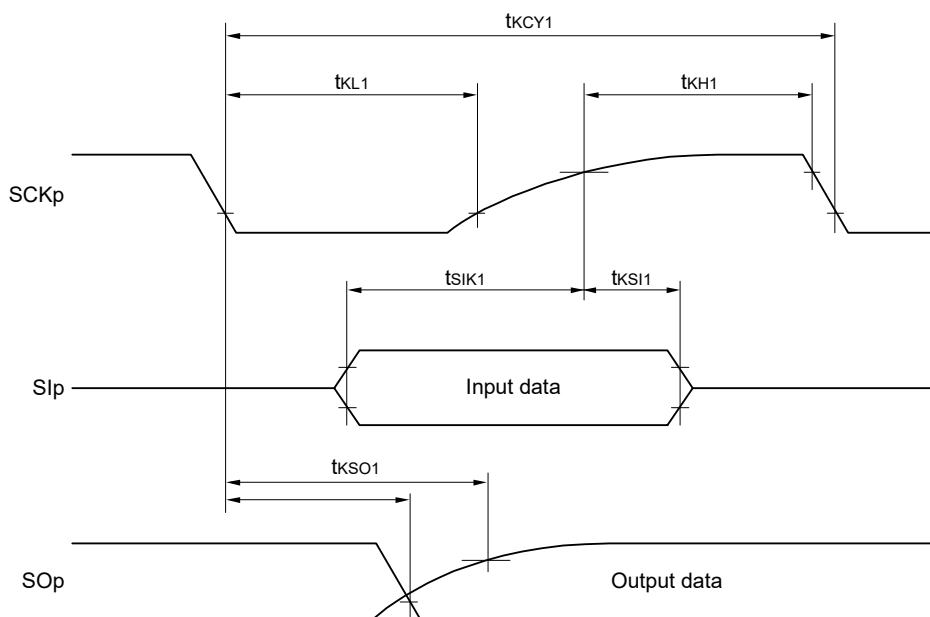 tKCY1
tKL1 tKH1
SCKp
tSIK1 tKSI1
SIp Input data
tKSO1
SOp Output data